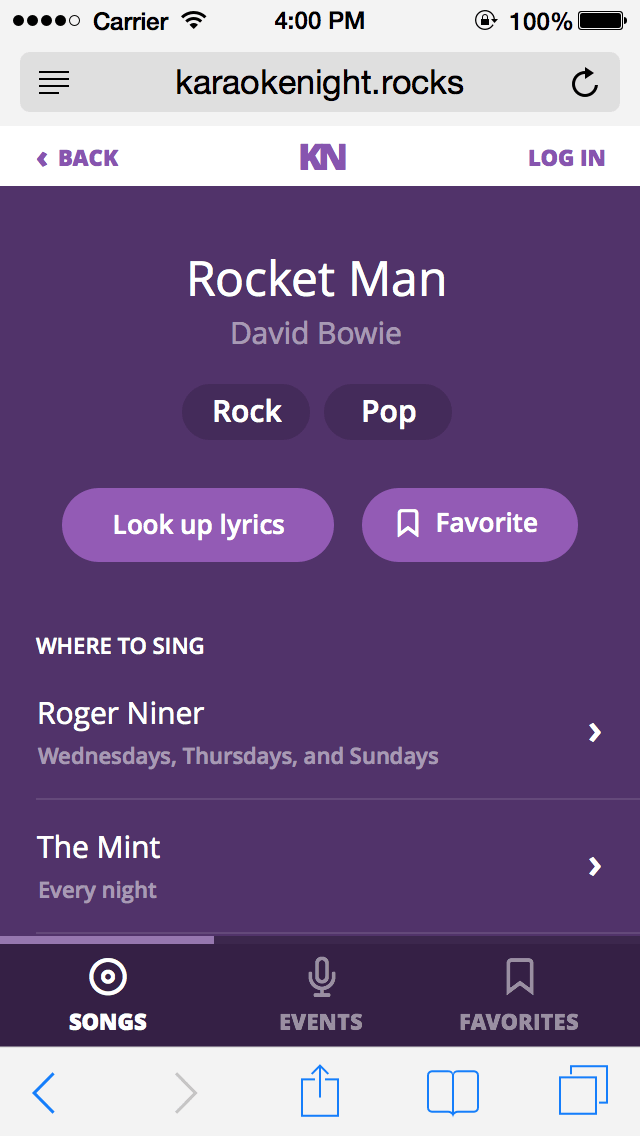 Carrier 4:00 PM 100%
karaokenight.rocks
‹ BACK KN LOG IN
Rocket Man
David Bowie
Rock Pop
Look up lyrics Favorite
WHERE TO SING
Roger Niner
Wednesdays, Thursdays, and Sundays
The Mint
Every night
SONGS EVENTS FAVORITES